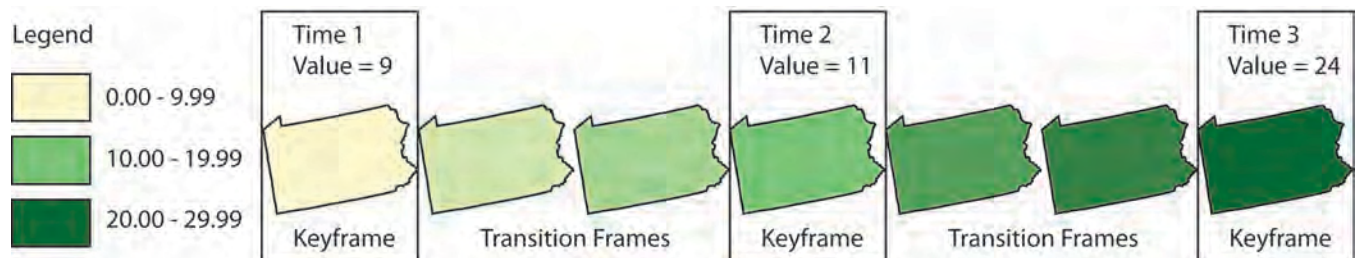 Legend
0.00 - 9.99
10.00 - 19.99
20.00 - 29.99
Time 1
Value = 9
Time 2
Value = 11
Time 3
Value = 24
Keyframe
Transition Frames
Keyframe
Transition Frames
Keyframe